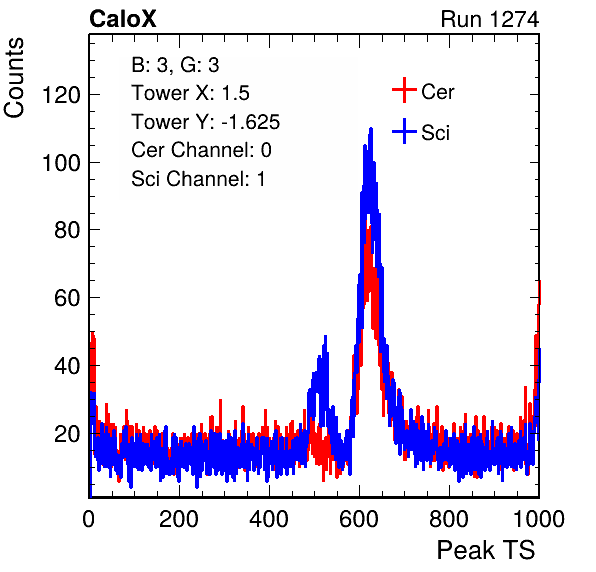 CaloX Run 1274
Counts
B: 3, G: 3
Tower X: 1.5
Tower Y: -1.625
Cer Channel: 0
Sci Channel: 1
Cer
Sci
120
100
80
60
40
20
0 200 400 600 800 1000
Peak TS